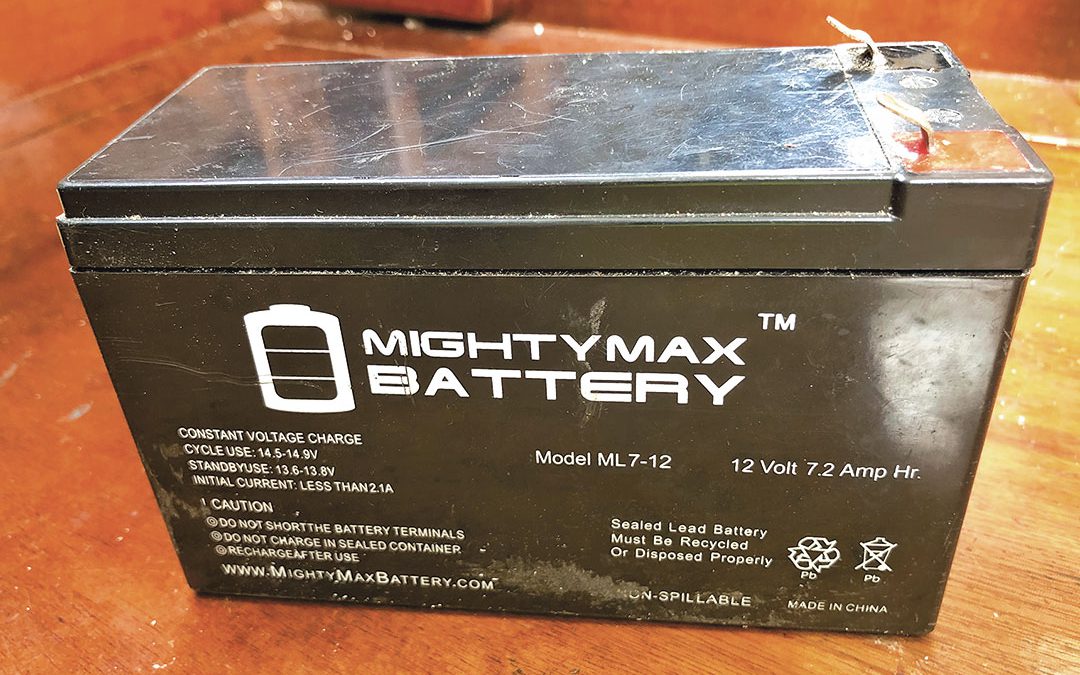 MIGHTYMAX ™
BATTERY
CONSTANT VOLTAGE CHARGE
CYCLE USE: 14.5-14.9V
STANDBYUSE: 13.6-13.8V
INITIAL CURRENT: LESS THAN 2.1A
! CAUTION
DO NOT SHORTTHE BATTERY TERMINALS
DO NOT CHARGE IN SEALED CONTAINER
RECHARGEAFTER USE
WWW.MIGHTYMAXBATTERY.COM
Model ML7-12
12 Volt 7.2 Amp Hr.
Sealed Lead Battery
Must Be Recycled
Or Disposed Properly
Pb
Pb
ON-SPILLABLE
MADE IN CHINA